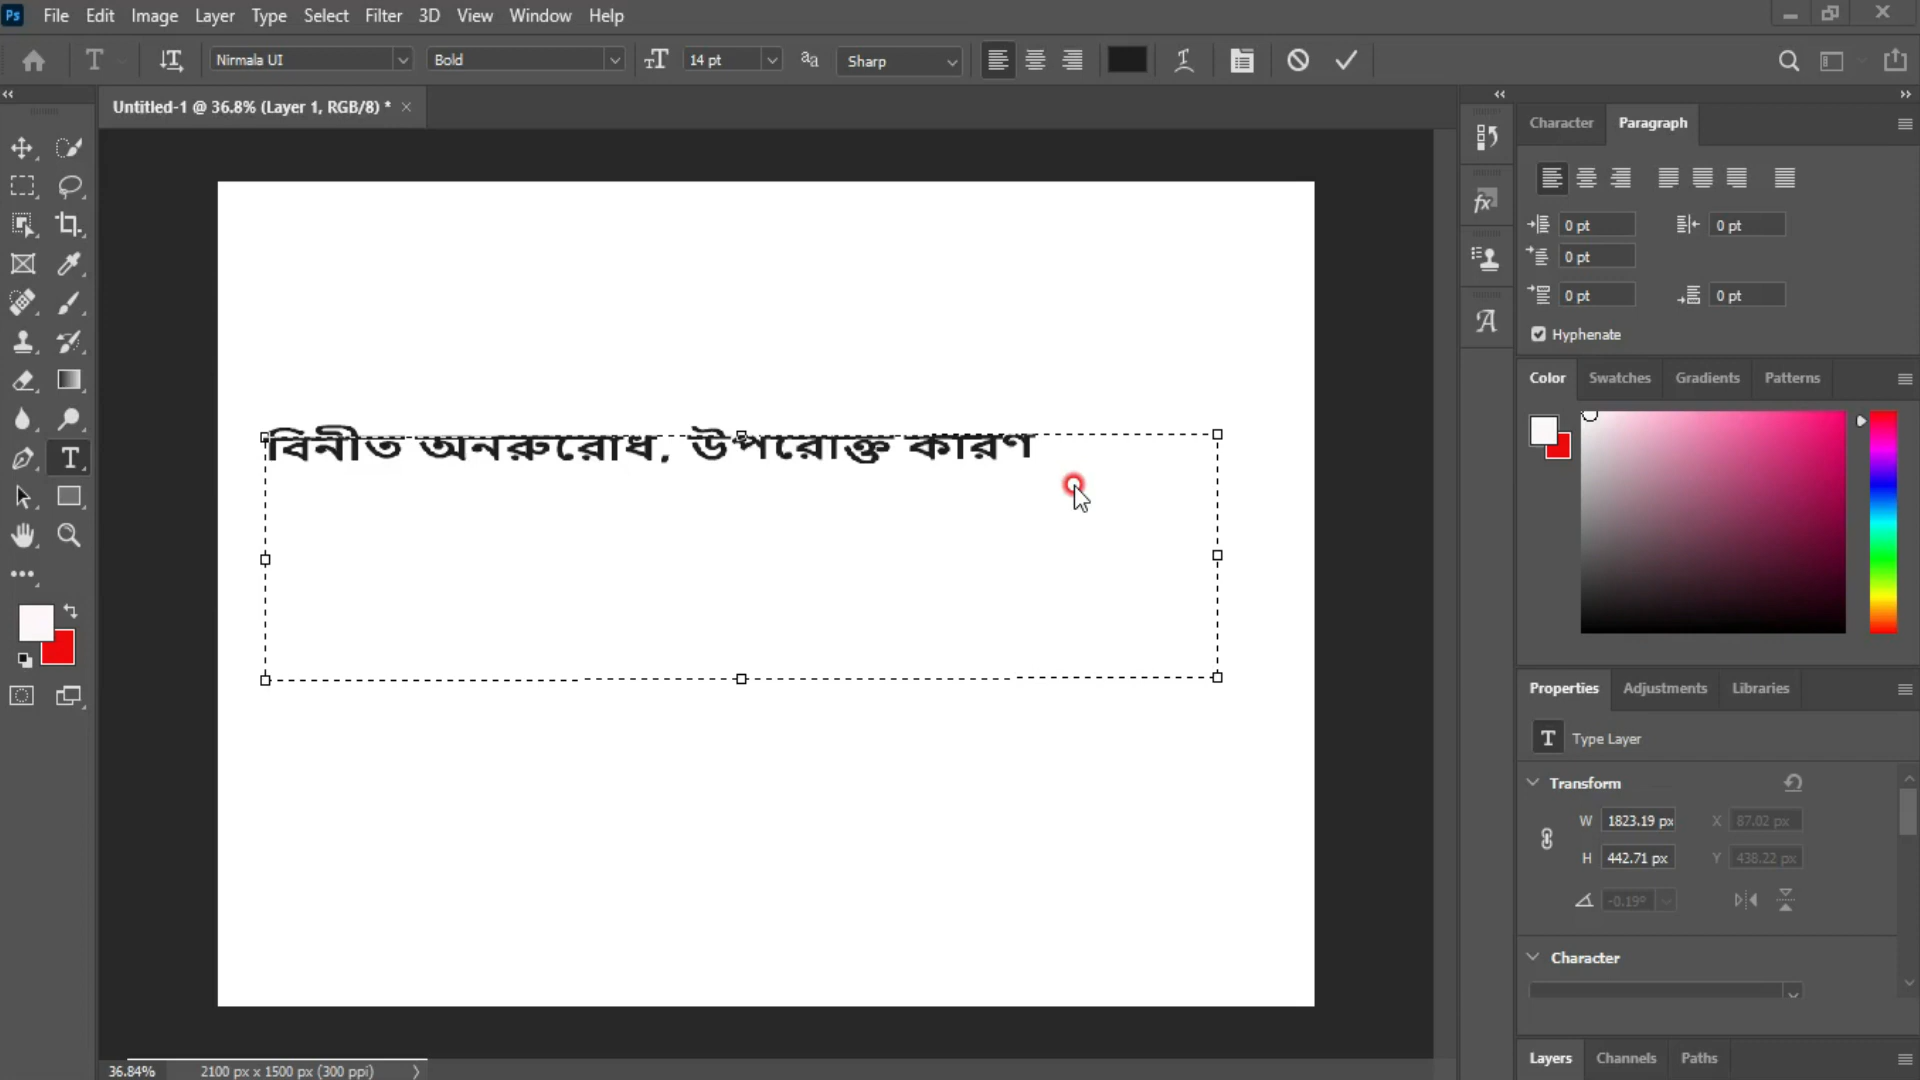 Ps File Edit Image Layer Type Select Filter 3D View Window Help
Nirmala UI Bold 14 pt aa Sharp
Untitled-1 @ 36.8% (Layer 1, RGB/8) *
Character Paragraph
0 pt 0 pt
0 pt
0 pt 0 pt
Hyphenate
Color Swatches Gradients Patterns
বিনীত অনরুরোধ, উপরোক্ত কারণ
Properties Adjustments Libraries
T Type Layer
Transform
W 1823.19 px X 87.02 px
H 442.71 px Y 438.22 px
-0.19°
Character
Layers Channels Paths
36.84% 2100 px x 1500 px (300 ppi)